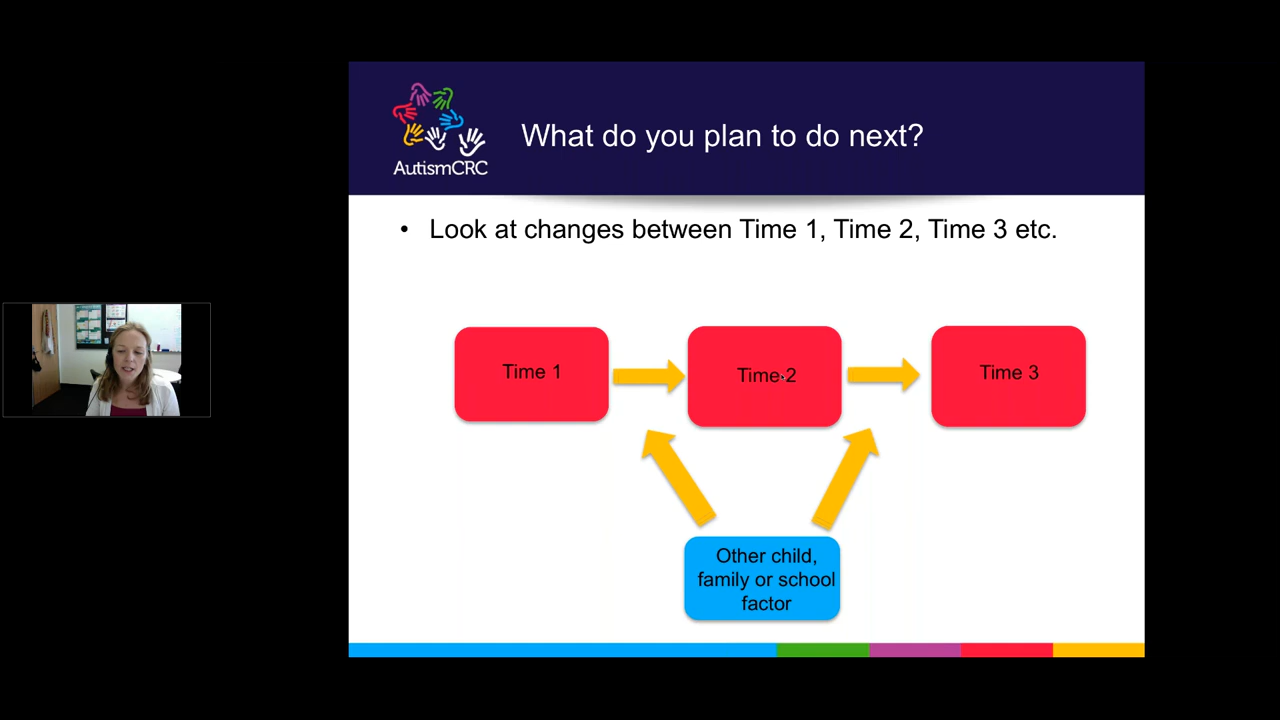 What do you plan to do next?
AutismCRC
• Look at changes between Time 1, Time 2, Time 3 etc.
Time 1
Time 2
Time 3
Other child,
family or school
factor